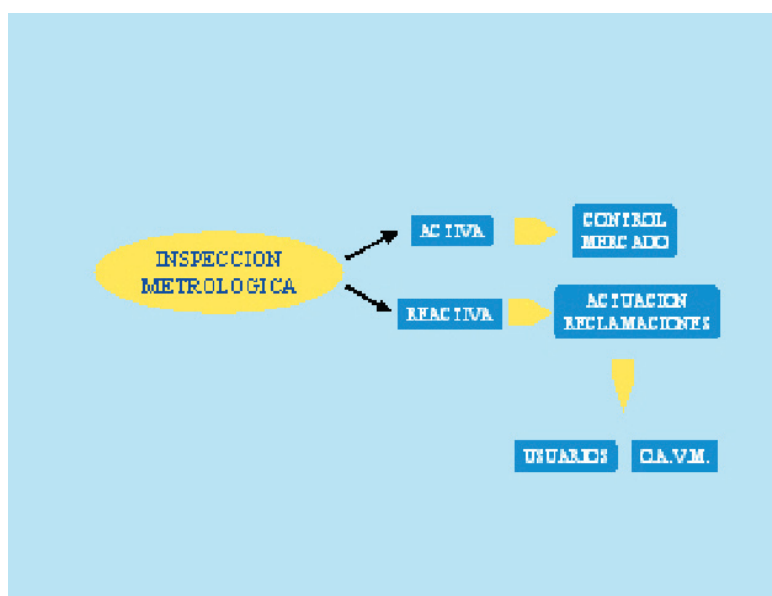 INSPECCION
METROLOGICA
ACTIVA
CONTROL
MERCADO
REACTIVA
ACTUACION
RECLAMACIONES
USUARIOS
O.A.V.M.